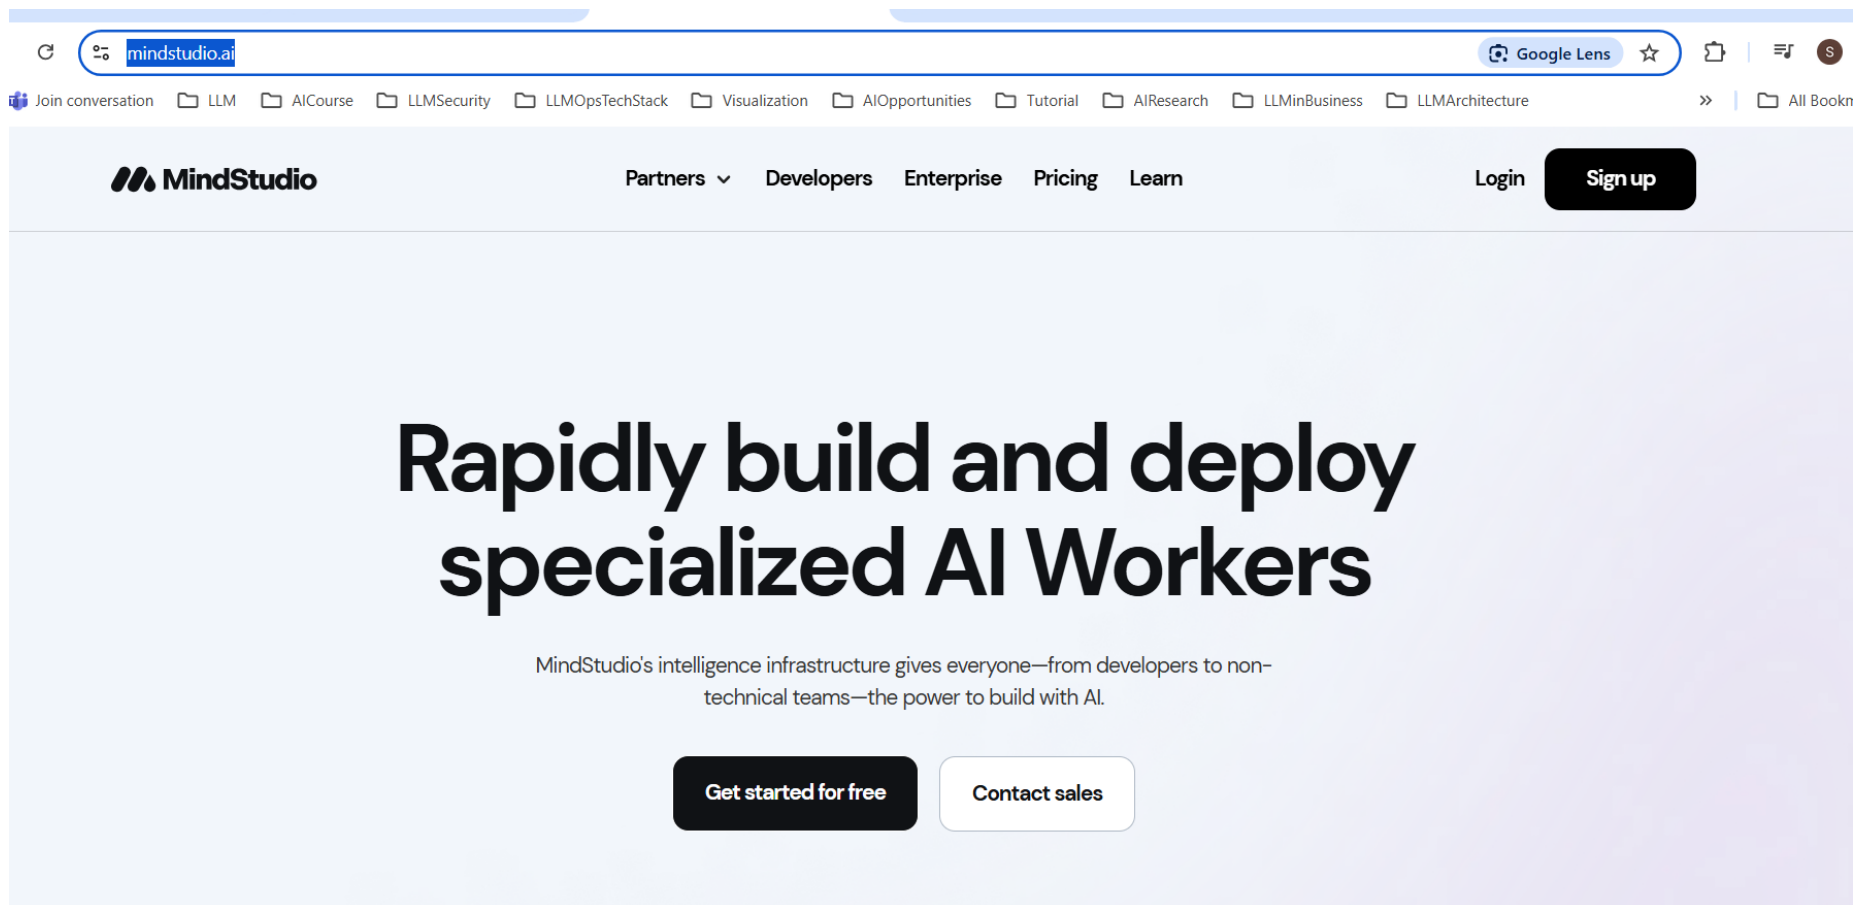 mindstudio.ai
Google Lens
S
Join conversation LLM AICourse LLMSecurity LLMOpsTechStack Visualization AIOpportunities Tutorial AIResearch LLMinBusiness LLMArchitecture » All Bookm
MindStudio
Partners Developers Enterprise Pricing Learn
Login Sign up
Rapidly build and deploy
specialized AI Workers
MindStudio's intelligence infrastructure gives everyone—from developers to non-
technical teams—the power to build with AI.
Get started for free Contact sales